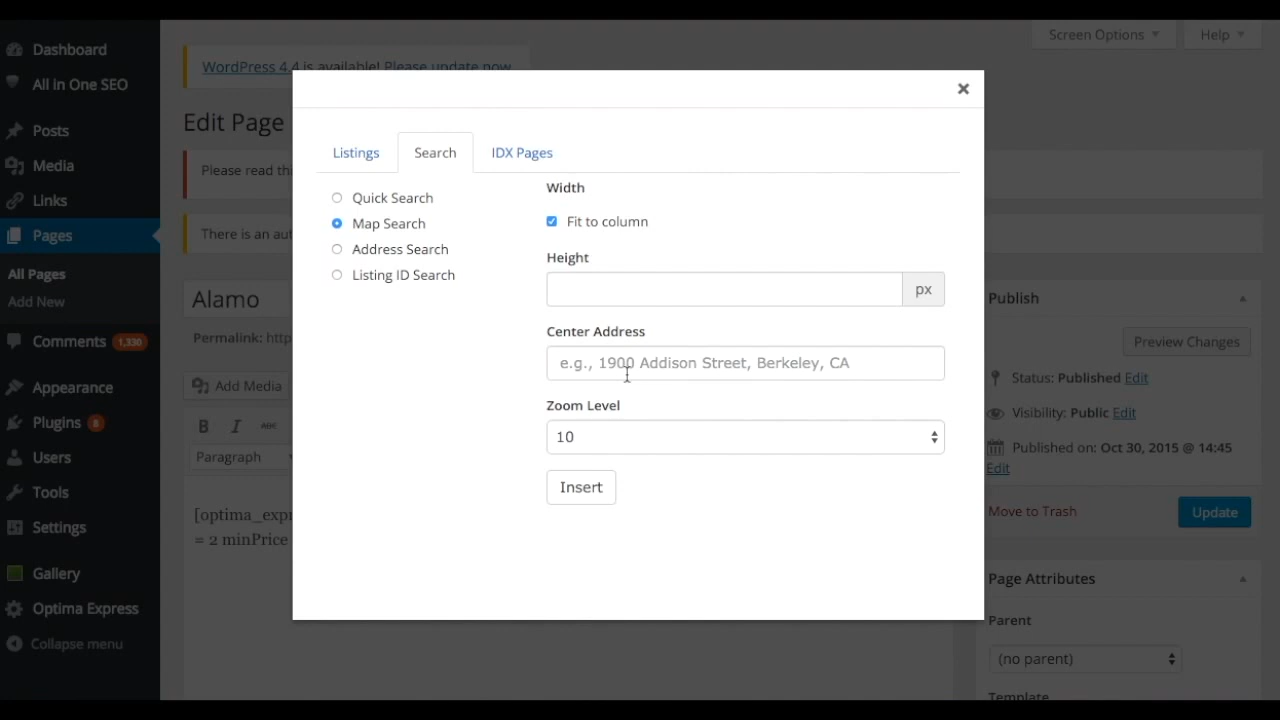 Dashboard
All in One SEO
Posts
Media
Links
Pages
All Pages
Add New
Comments 1,330
Appearance
Plugins 8
Users
Tools
Settings
Gallery
Optima Express
Collapse menu
Screen Options
Help
WordPress 4.4 is available! Please update now.
Edit Page
Please read thi
There is an aut
Alamo
Permalink: http
Add Media
B I ABC
Paragraph
[optima_expr
= 2 minPrice
×
Listings
Search
IDX Pages
Quick Search
Map Search
Address Search
Listing ID Search
Width
Fit to column
Height
px
Center Address
e.g., 1900 Addison Street, Berkeley, CA
Zoom Level
10
Insert
Publish
Preview Changes
Status: Published Edit
Visibility: Public Edit
Published on: Oct 30, 2015 @ 14:45
Edit
Move to Trash
Update
Page Attributes
Parent
(no parent)
Template